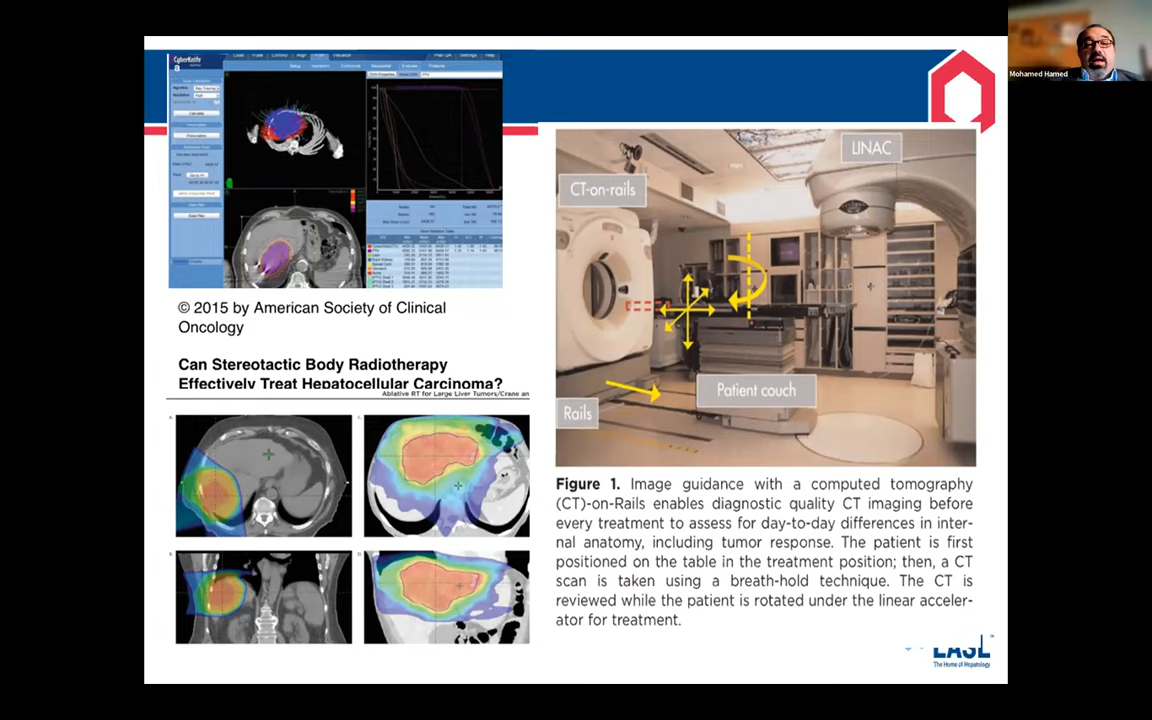 CyberKnife
© 2015 by American Society of Clinical
Oncology
Can Stereotactic Body Radiotherapy
Effectively Treat Hepatocellular Carcinoma?
Ablative RT for Large Liver Tumors/Crane an
A.
C.
B.
D.
CT-on-rails
LINAC
Patient couch
Rails
Figure 1. Image guidance with a computed tomography
(CT)-on-Rails enables diagnostic quality CT imaging before
every treatment to assess for day-to-day differences in inter-
nal anatomy, including tumor response. The patient is first
positioned on the table in the treatment position; then, a CT
scan is taken using a breath-hold technique. The CT is
reviewed while the patient is rotated under the linear acceler-
ator for treatment.
EASL
The Home of Hepatology
Mohamed Hamed